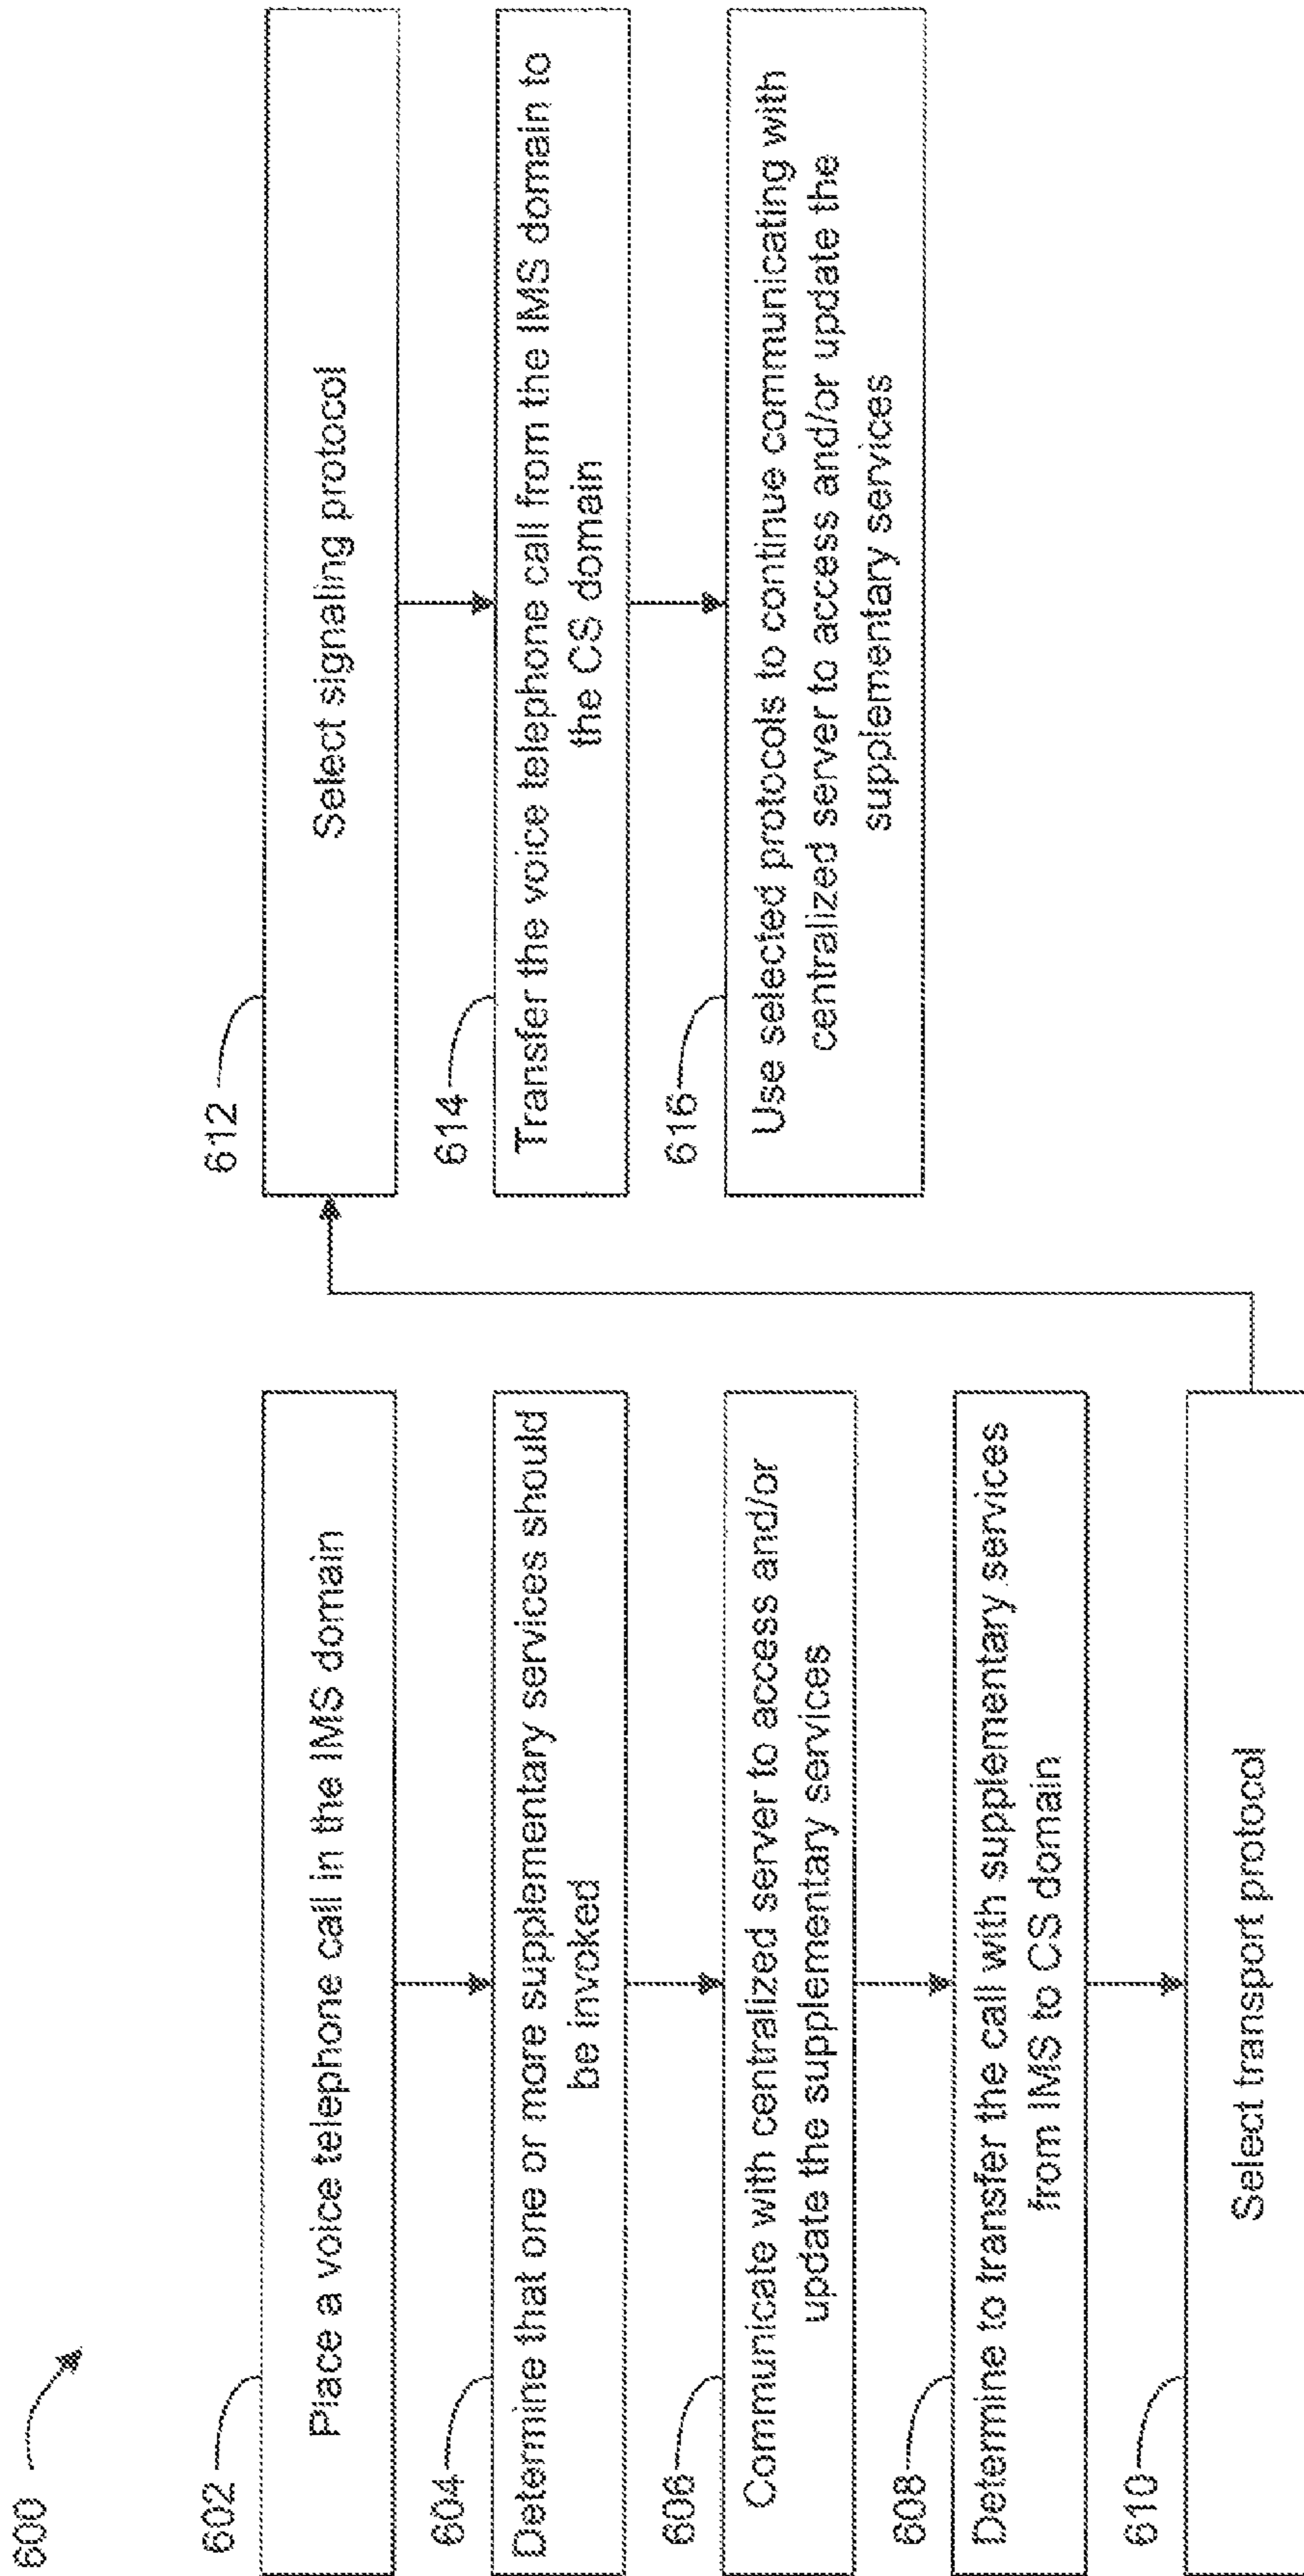 600
602
Place a voice telephone call in the IMS domain
604
Determine that one or more supplementary services should
be invoked
606
Communicate with centralized server to access and/or
update the supplementary services
608
Determine to transfer the call with supplementary services
from IMS to CS domain
610
Select transport protocol
612
Select signaling protocol
614
Transfer the voice telephone call from the IMS domain to
the CS domain
616
Use selected protocols to continue communicating with
centralized server to access and/or update the
supplementary services